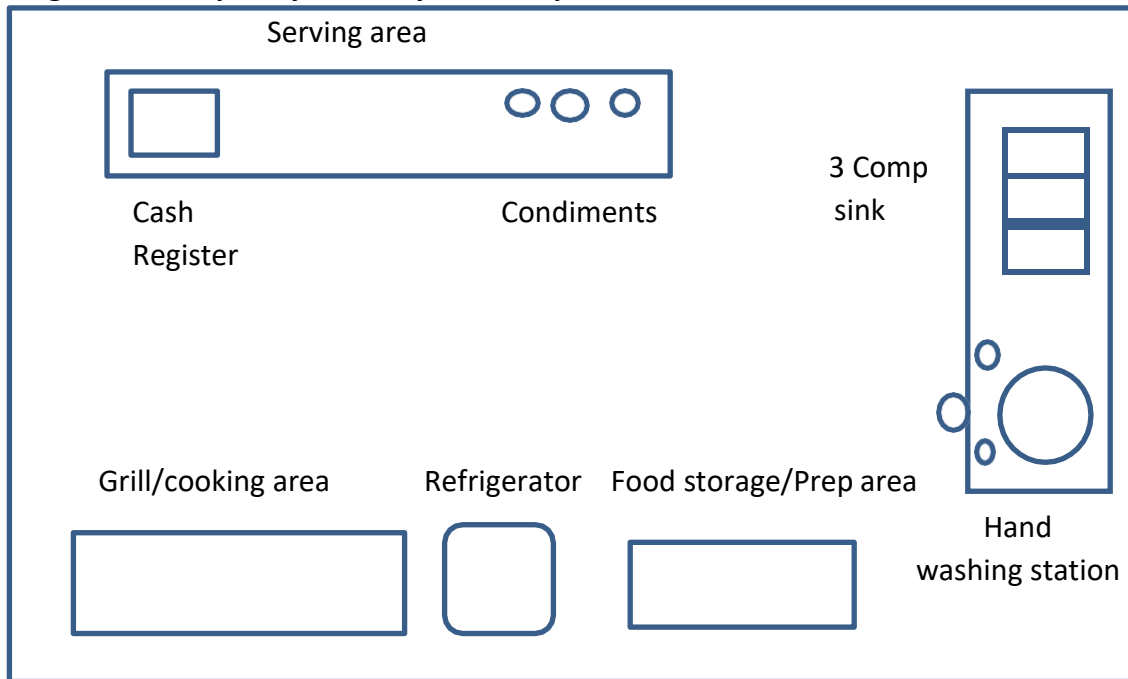 Serving area
3 Comp
sink
Cash
Register
Condiments
Grill/cooking area
Refrigerator
Food storage/Prep area
Hand
washing station